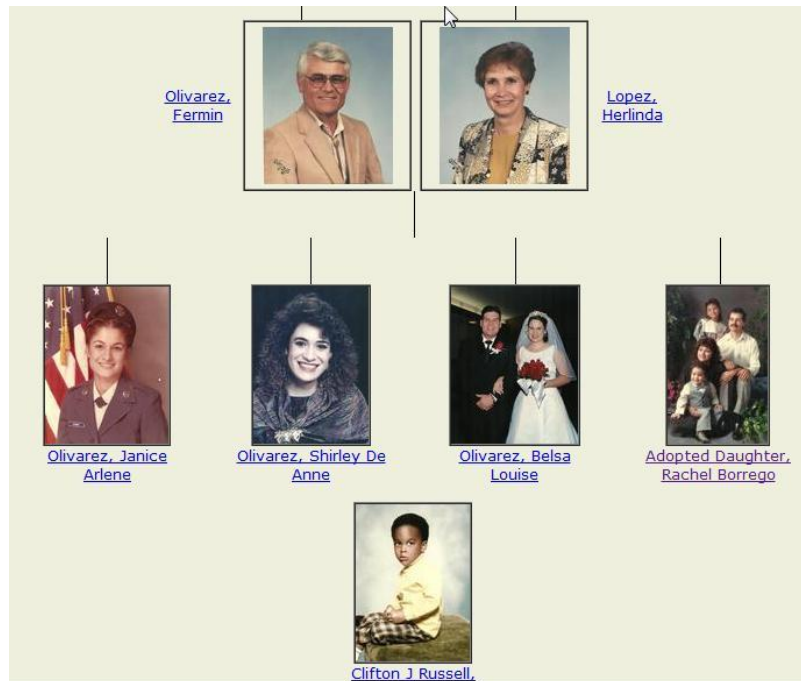 Olivarez,
Fermin
Lopez,
Herlinda
Olivarez, Janice
Arlene
Olivarez, Shirley De
Anne
Olivarez, Belsa
Louise
Adopted Daughter,
Rachel Borrego
Clifton J Russell,